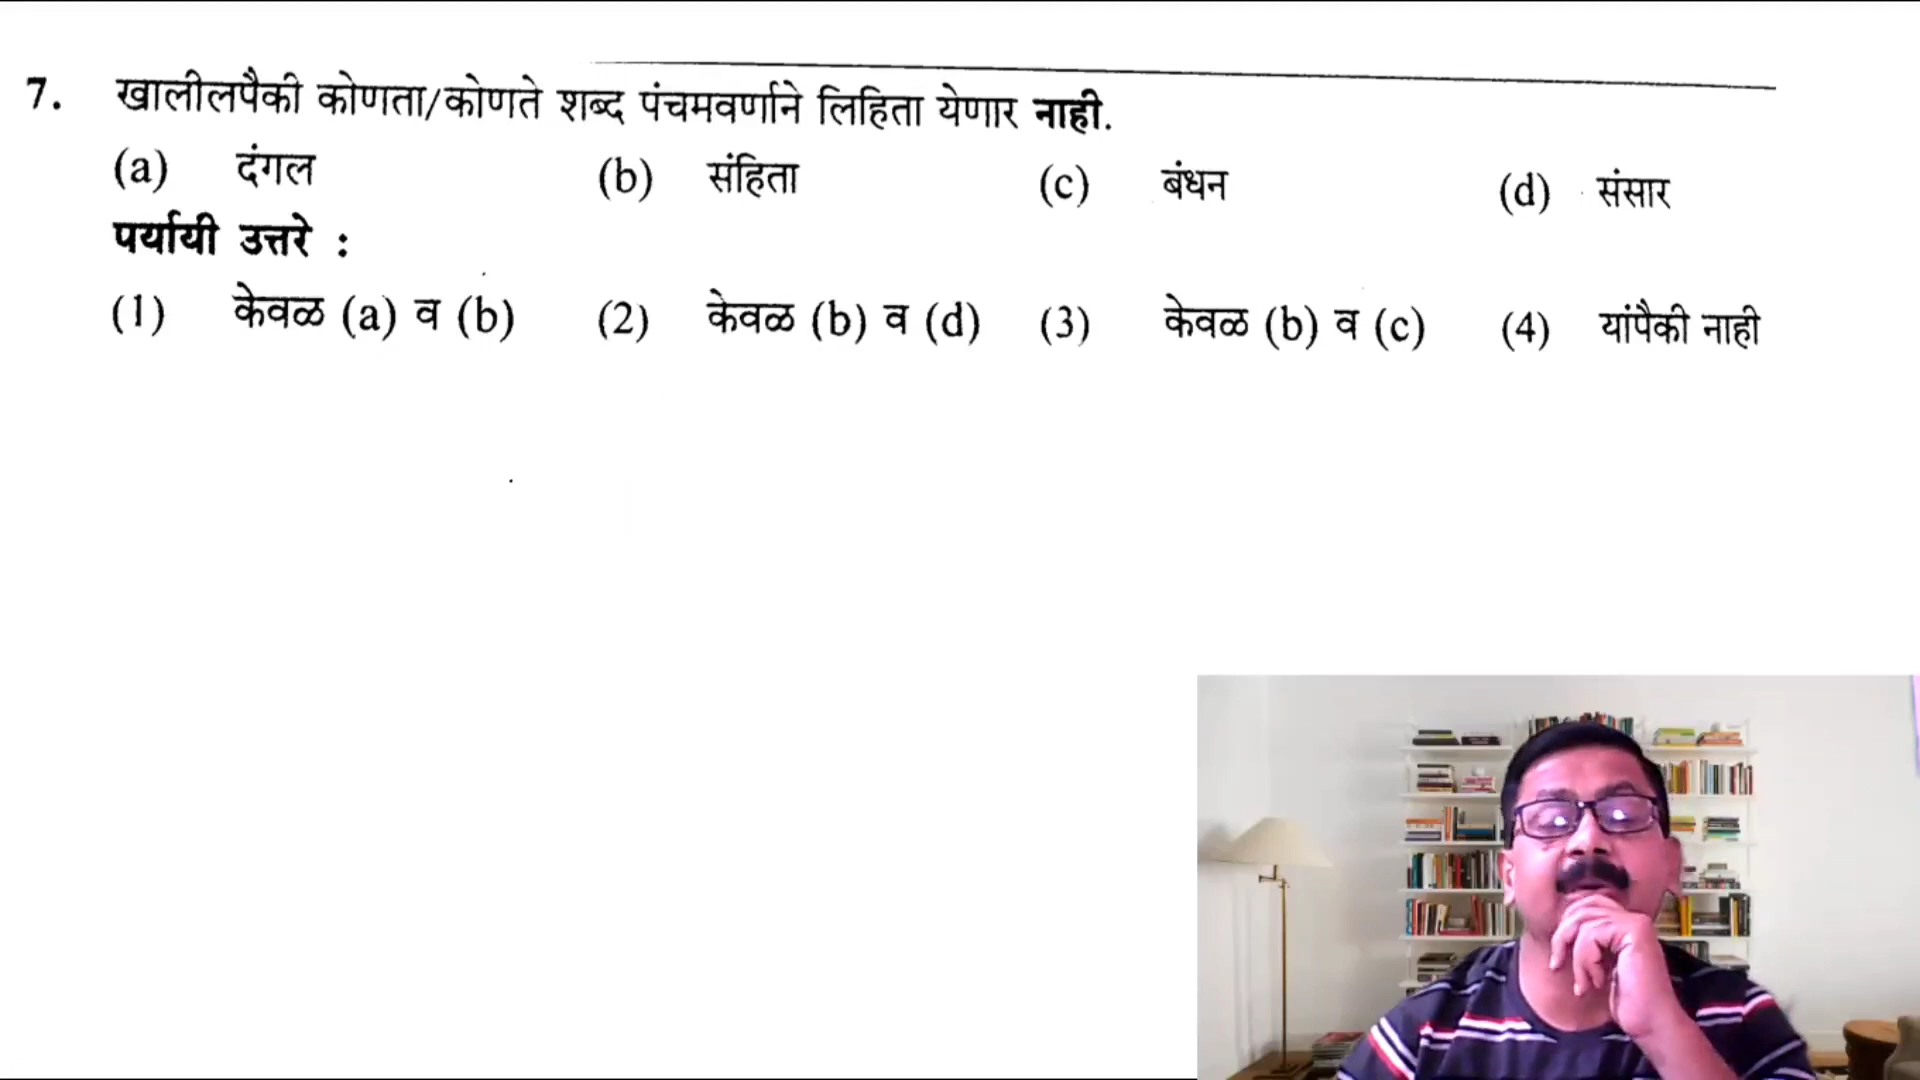 7. खालीलपैकी कोणता/कोणते शब्द पंचमवर्णाने लिहिता येणार नाही.
(a) दंगल (b) संहिता (c) बंधन (d) संसार
पर्यायी उत्तरे :
(1) केवळ (a) व (b) (2) केवळ (b) व (d) (3) केवळ (b) व (c) (4) यांपैकी नाही